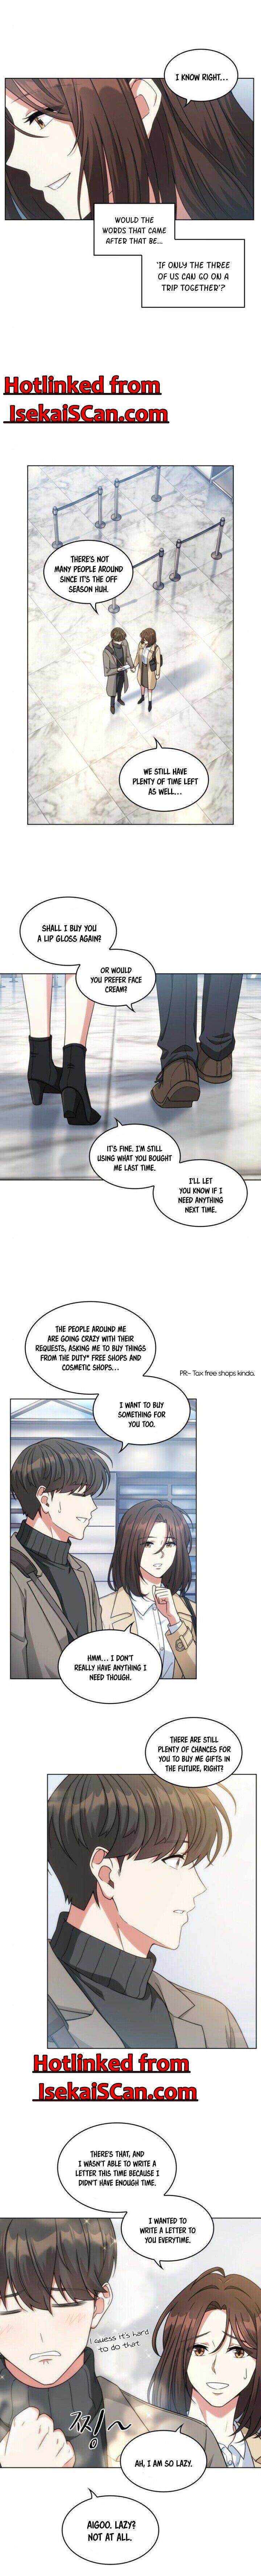 I KNOW RIGHT...
WOULD THE
WORDS THAT CAME
AFTER THAT BE...
'IF ONLY THE THREE
OF US CAN GO ON A
TRIP TOGETHER'?
Hotlinked from
IsekaiSCan.com
THERE'S NOT
MANY PEOPLE AROUND
SINCE IT'S THE OFF
SEASON HUH.
WE STILL HAVE
PLENTY OF TIME LEFT
AS WELL...
SHALL I BUY YOU
A LIP GLOSS AGAIN?
OR WOULD
YOU PREFER FACE
CREAM?
IT'S FINE. I'M STILL
USING WHAT YOU BOUGHT
ME LAST TIME.
I'LL LET
YOU KNOW IF I
NEED ANYTHING
NEXT TIME.
THE PEOPLE AROUND ME
ARE GOING CRAZY WITH THEIR
REQUESTS, ASKING ME TO BUY THINGS
FROM THE DUTY* FREE SHOPS AND
COSMETIC SHOPS...
PR- Tax free shops kinda.
I WANT TO BUY
SOMETHING FOR
YOU TOO.
HMM... I DON'T
REALLY HAVE ANYTHING I
NEED THOUGH.
THERE ARE STILL
PLENTY OF CHANCES FOR
YOU TO BUY ME GIFTS IN
THE FUTURE, RIGHT?
Hotlinked from
IsekaiSCan.com
THERE'S THAT, AND
I WASN'T ABLE TO WRITE A
LETTER THIS TIME BECAUSE I
DIDN'T HAVE ENOUGH TIME.
I WANTED TO
WRITE A LETTER TO
YOU EVERYTIME.
I guess it's hard
to do that
AH, I AM SO LAZY.
AIGOO. LAZY?
NOT AT ALL.